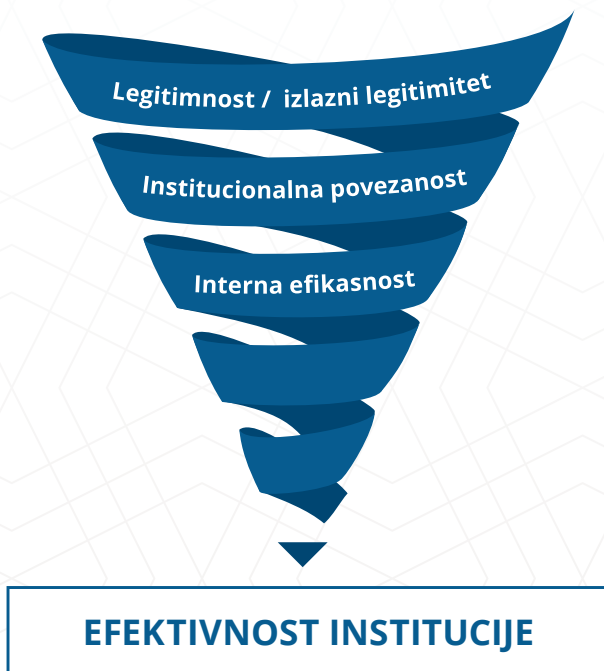 Legitimnost / izlazni legitimitet
Institucionalna povezanost
Interna efikasnost
EFEKTIVNOST INSTITUCIJE